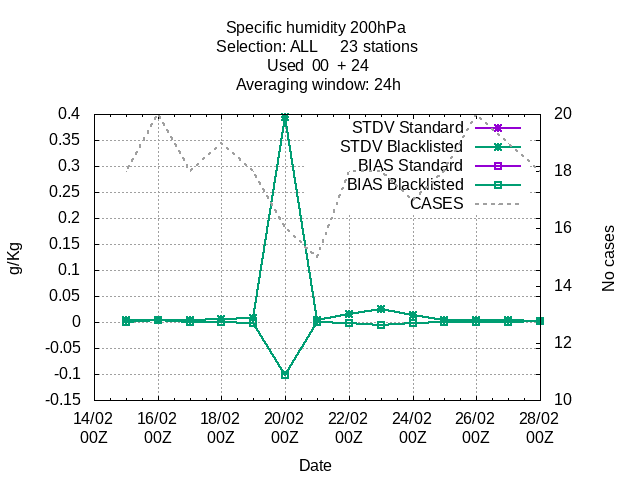 Specific humidity 200hPa
Selection: ALL 23 stations
Used 00 + 24
Averaging window: 24h
0.4
0.35
0.3
0.25
0.2
0.15
0.1
0.05
0
-0.05
-0.1
-0.15
g/Kg
STDV Standard
STDV Blacklisted
BIAS Standard
BIAS Blacklisted
CASES
20
18
16
14
12
10
No cases
14/02 16/02 18/02 20/02 22/02 24/02 26/02 28/02
00Z 00Z 00Z 00Z 00Z 00Z 00Z 00Z
Date